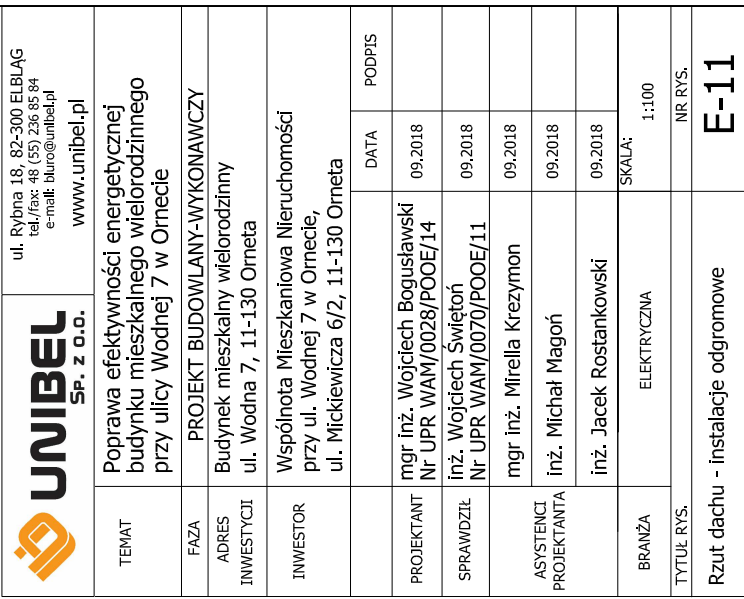 UNIBEL
SP. Z O.O.
ul. Rybna 18, 82-300 ELBLĄG
tel./fax: 48 (55) 236 85 84
e-mail: biuro@unibel.pl
www.unibel.pl
TEMAT
Poprawa efektywności energetycznej
budynku mieszkalnego wielorodzinnego
przy ulicy Wodnej 7 w Ornecie
FAZA
PROJEKT BUDOWLANY-WYKONAWCZY
ADRES
INWESTYCJI
Budynek mieszkalny wielorodzinny
ul. Wodna 7, 11-130 Orneta
INWESTOR
Wspólnota Mieszkaniowa Nieruchomości
przy ul. Wodnej 7 w Ornecie,
ul. Mickiewicza 6/2, 11-130 Orneta
DATA
PODPIS
PROJEKTANT
mgr inż. Wojciech Bogusławski
Nr UPR WAM/0028/POOE/14
09.2018
SPRAWDZIŁ
inż. Wojciech Świętoń
Nr UPR WAM/0070/POOE/11
09.2018
ASYSTENCI
PROJEKTANTA
mgr inż. Mirella Krezymon
09.2018
inż. Michał Magoń
09.2018
inż. Jacek Rostankowski
09.2018
BRANŻA
ELEKTRYCZNA
SKALA:
1:100
TYTUŁ RYS.
NR RYS.
Rzut dachu - instalacje odgromowe
E-11